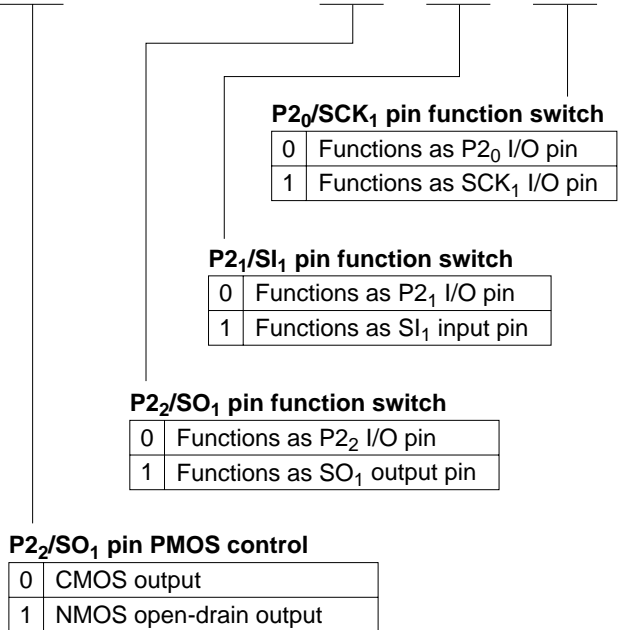 P2₀/SCK₁ pin function switch
0 Functions as P2₀ I/O pin
1 Functions as SCK₁ I/O pin
P2₁/SI₁ pin function switch
0 Functions as P2₁ I/O pin
1 Functions as SI₁ input pin
P2₂/SO₁ pin function switch
0 Functions as P2₂ I/O pin
1 Functions as SO₁ output pin
P2₂/SO₁ pin PMOS control
0 CMOS output
1 NMOS open-drain output